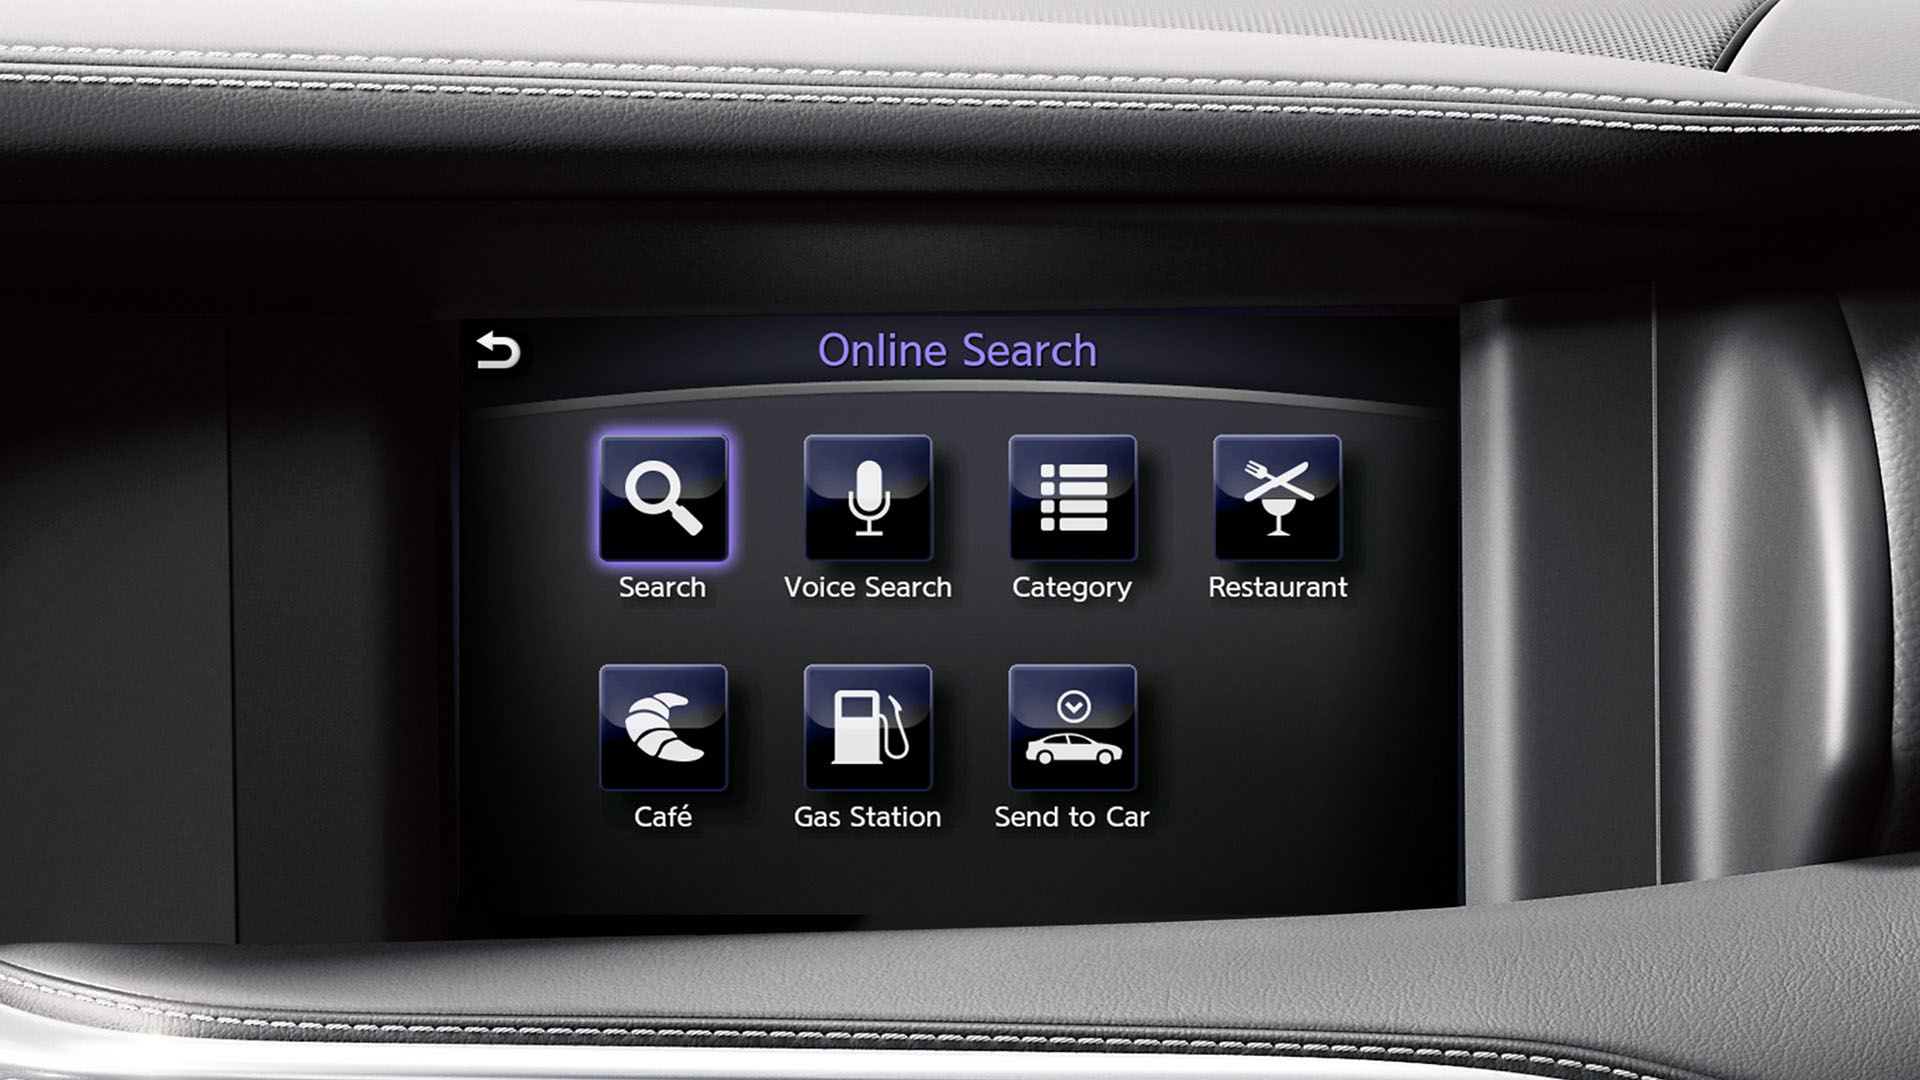 Online Search
Search
Voice Search
Category
Restaurant
Café
Gas Station
Send to Car